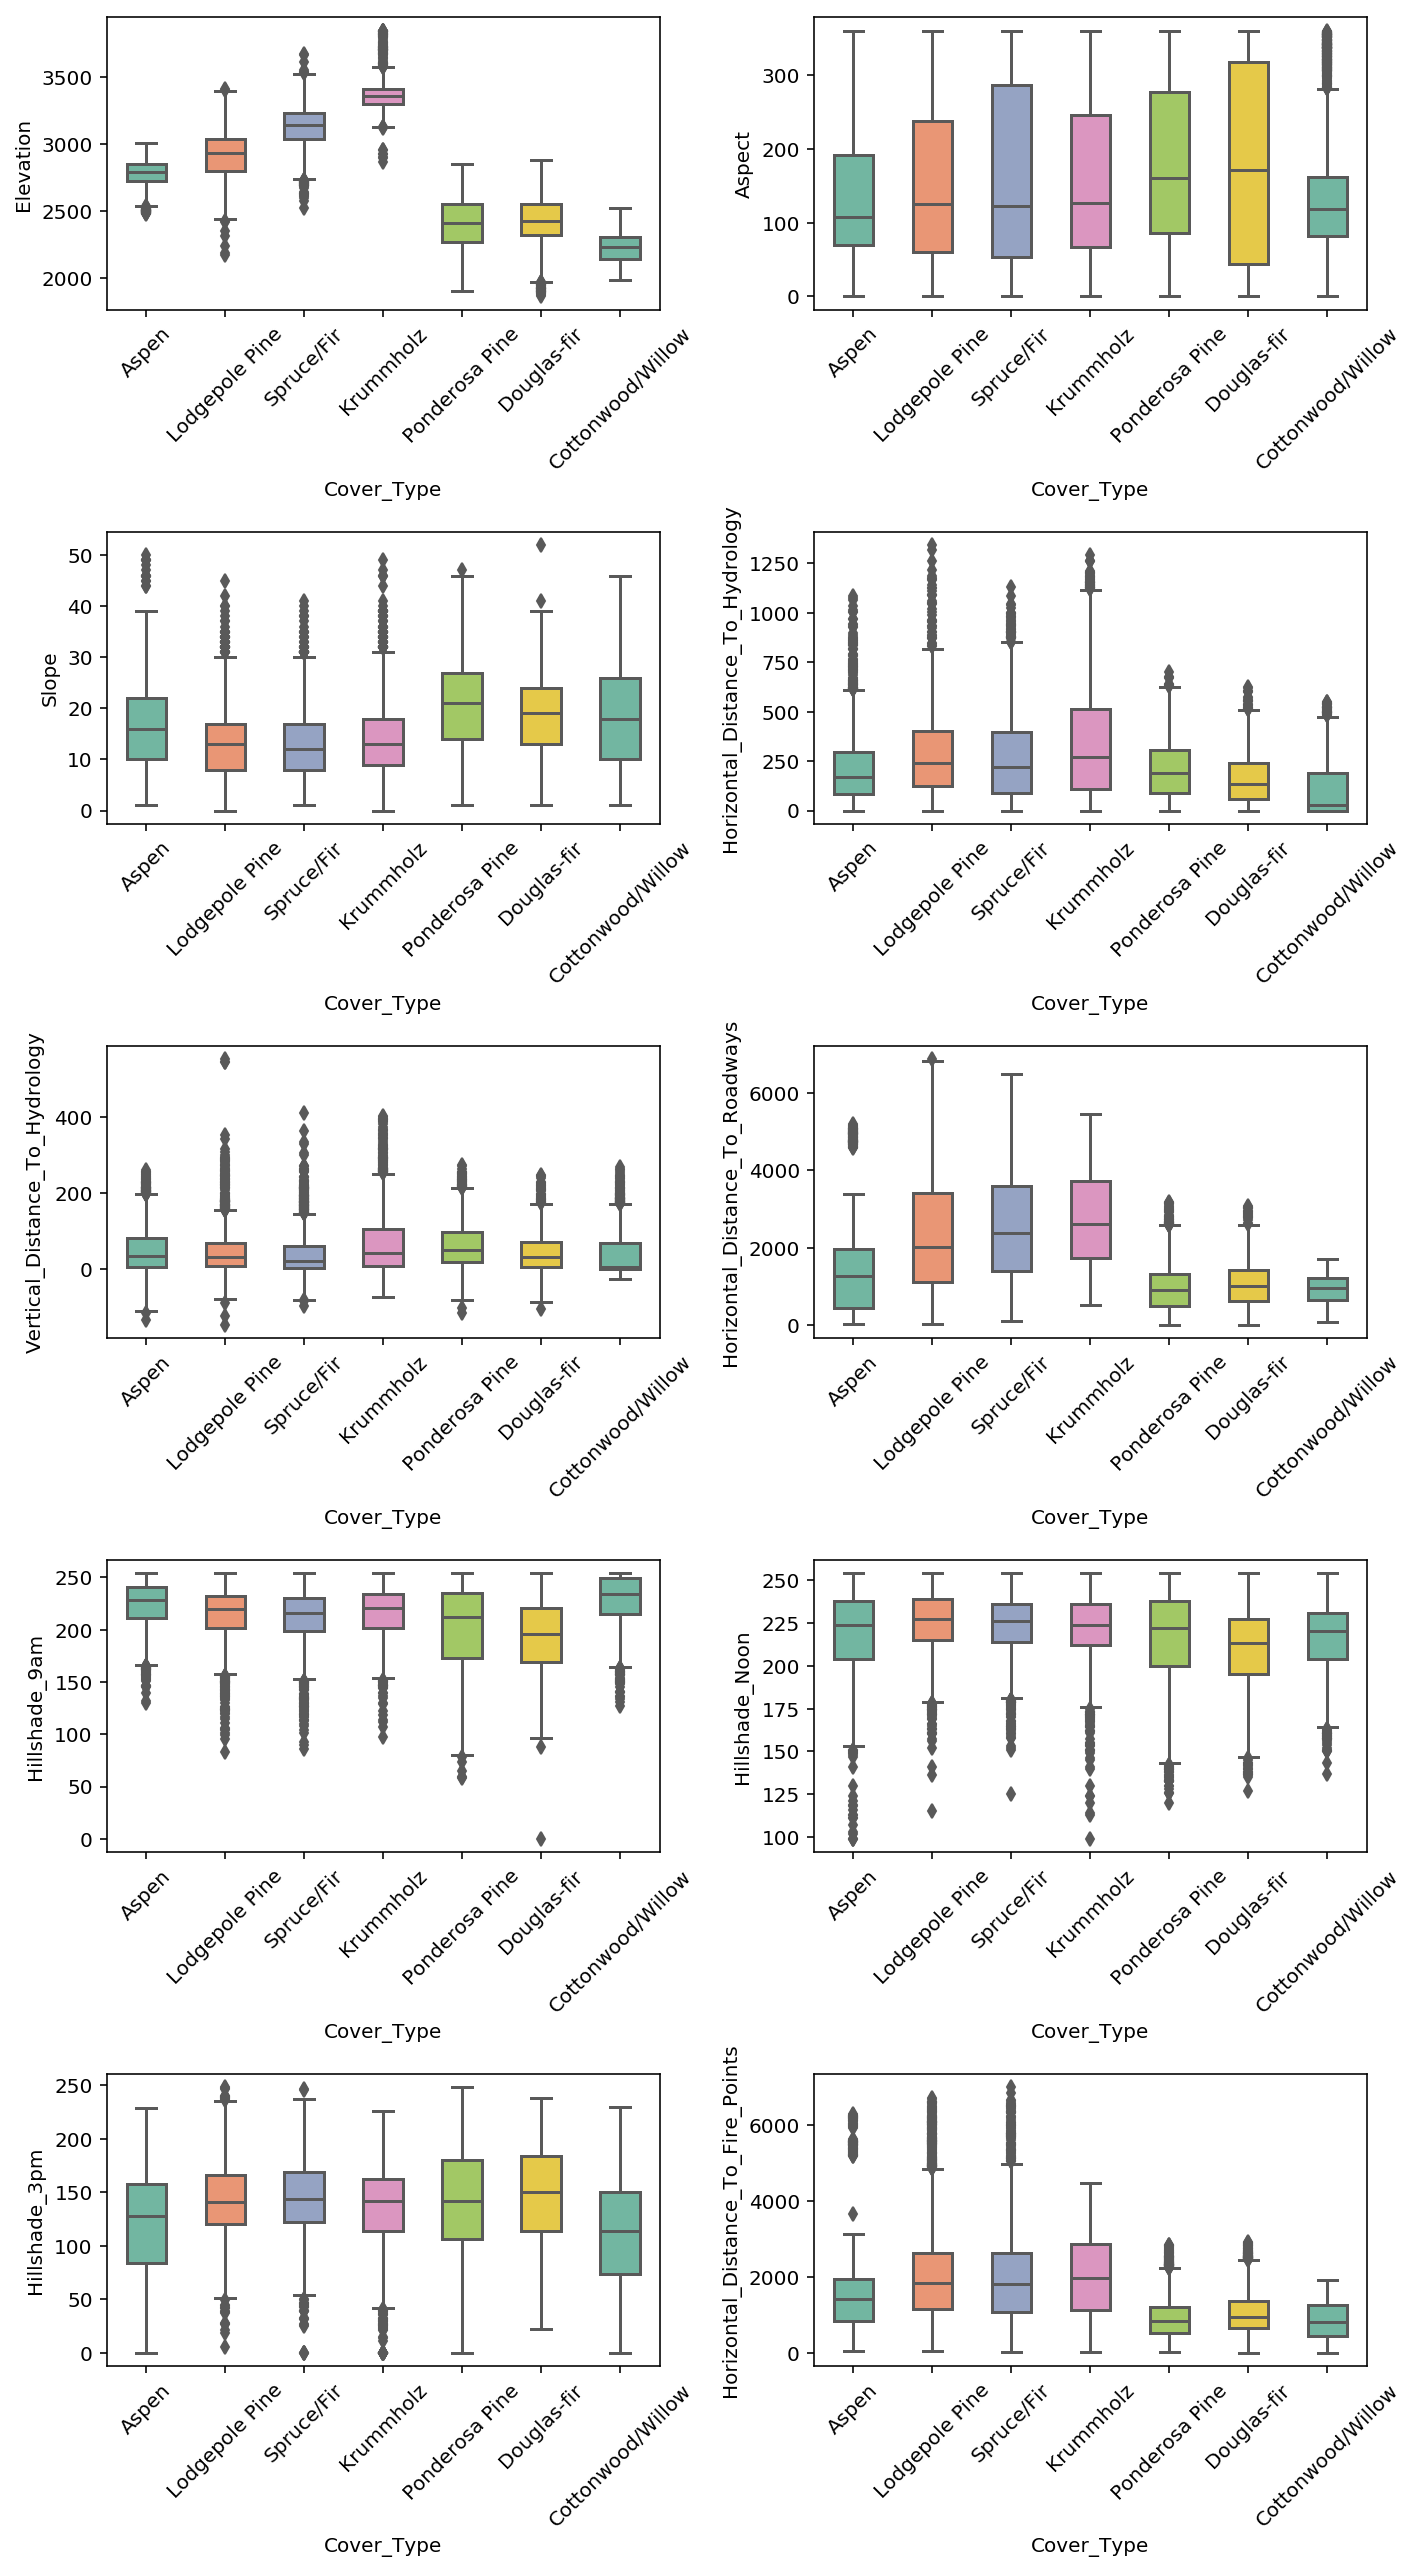 Elevation
3500
3000
2500
2000
Aspen
Lodgepole Pine
Spruce/Fir
Krummholz
Ponderosa Pine
Douglas-fir
Cottonwood/Willow
Cover_Type
Aspect
300
200
100
0
Aspen
Lodgepole Pine
Spruce/Fir
Krummholz
Ponderosa Pine
Douglas-fir
Cottonwood/Willow
Cover_Type
Slope
50
40
30
20
10
0
Aspen
Lodgepole Pine
Spruce/Fir
Krummholz
Ponderosa Pine
Douglas-fir
Cottonwood/Willow
Cover_Type
Horizontal_Distance_To_Hydrology
1250
1000
750
500
250
0
Aspen
Lodgepole Pine
Spruce/Fir
Krummholz
Ponderosa Pine
Douglas-fir
Cottonwood/Willow
Cover_Type
Vertical_Distance_To_Hydrology
400
200
0
Aspen
Lodgepole Pine
Spruce/Fir
Krummholz
Ponderosa Pine
Douglas-fir
Cottonwood/Willow
Cover_Type
Horizontal_Distance_To_Roadways
6000
4000
2000
0
Aspen
Lodgepole Pine
Spruce/Fir
Krummholz
Ponderosa Pine
Douglas-fir
Cottonwood/Willow
Cover_Type
Hillshade_9am
250
200
150
100
50
0
Aspen
Lodgepole Pine
Spruce/Fir
Krummholz
Ponderosa Pine
Douglas-fir
Cottonwood/Willow
Cover_Type
Hillshade_Noon
250
225
200
175
150
125
100
Aspen
Lodgepole Pine
Spruce/Fir
Krummholz
Ponderosa Pine
Douglas-fir
Cottonwood/Willow
Cover_Type
Hillshade_3pm
250
200
150
100
50
0
Aspen
Lodgepole Pine
Spruce/Fir
Krummholz
Ponderosa Pine
Douglas-fir
Cottonwood/Willow
Cover_Type
Horizontal_Distance_To_Fire_Points
6000
4000
2000
0
Aspen
Lodgepole Pine
Spruce/Fir
Krummholz
Ponderosa Pine
Douglas-fir
Cottonwood/Willow
Cover_Type